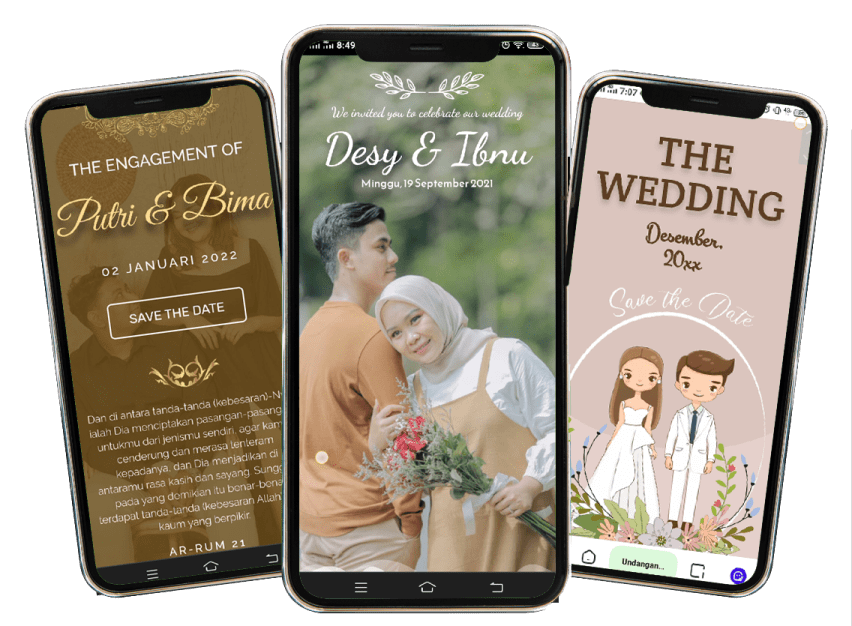 THE ENGAGEMENT OF
Putri & Bima
02 JANUARI 2022
SAVE THE DATE
Dan di antara tanda-tanda (kebesaran)-N
ialah Dia menciptakan pasangan-pasang
untukmu dari jenismu sendiri, agar kam
cenderung dan merasa tenteram
kepadanya, dan Dia menjadikan di
antaramu rasa kasih dan sayang. Sungg
pada yang demikian itu benar-bena
terdapat tanda-tanda (kebesaran Allah)
kaum yang berpikir.
AR-RUM 21
8:49
We invited you to celebrate our wedding
Desy & Ibnu
Minggu, 19 September 2021
7:07
THE
WEDDING
Desember,
20xx
Save the Date
Undangan...